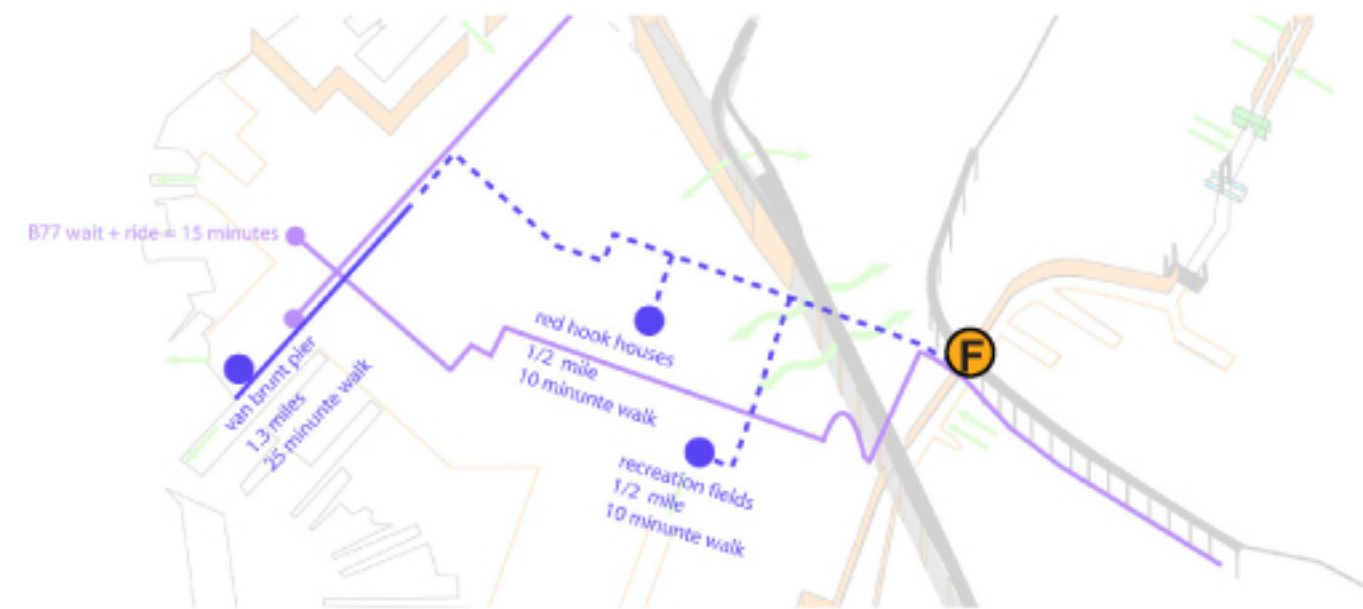 B77 wait + ride = 15 minutes
van brunt pier
1.3 miles
25 minunte walk
red hook houses
1/2 mile
10 minunte walk
recreation fields
1/2 mile
10 minunte walk
F